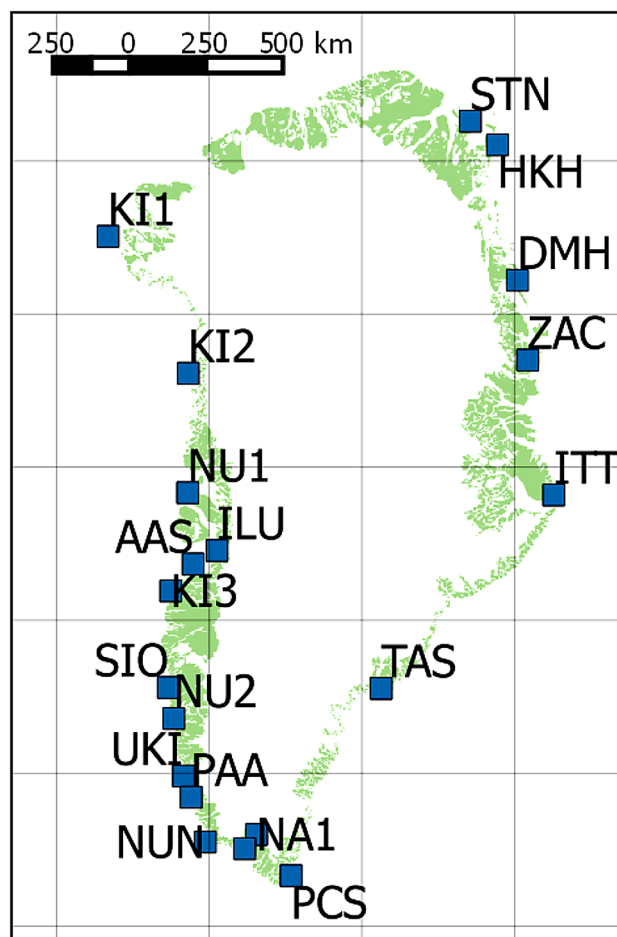 250 0 250 500 km
STN
HKH
KI1
DMH
ZAC
KI2
NU1
ITT
ILU
AAS
KI3
SIO
TAS
NU2
UKI
PAA
NUN
NA1
PCS